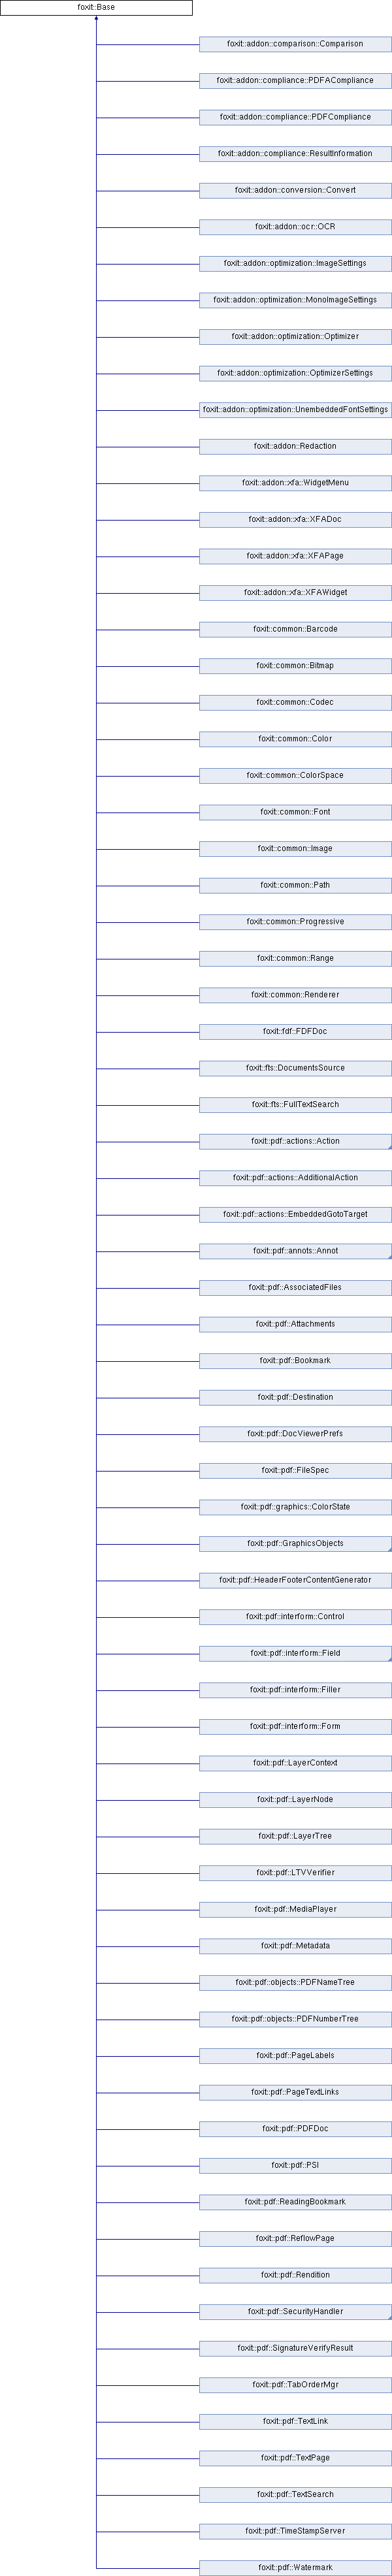 foxit::Base
foxit::addon::comparison::Comparison
foxit::addon::compliance::PDFACompliance
foxit::addon::compliance::PDFCompliance
foxit::addon::compliance::ResultInformation
foxit::addon::conversion::Convert
foxit::addon::ocr::OCR
foxit::addon::optimization::ImageSettings
foxit::addon::optimization::MonoImageSettings
foxit::addon::optimization::Optimizer
foxit::addon::optimization::OptimizerSettings
foxit::addon::optimization::UnembeddedFontSettings
foxit::addon::Redaction
foxit::addon::xfa::WidgetMenu
foxit::addon::xfa::XFADoc
foxit::addon::xfa::XFAPage
foxit::addon::xfa::XFAWidget
foxit::common::Barcode
foxit::common::Bitmap
foxit::common::Codec
foxit::common::Color
foxit::common::ColorSpace
foxit::common::Font
foxit::common::Image
foxit::common::Path
foxit::common::Progressive
foxit::common::Range
foxit::common::Renderer
foxit::fdf::FDFDoc
foxit::fts::DocumentsSource
foxit::fts::FullTextSearch
foxit::pdf::actions::Action
foxit::pdf::actions::AdditionalAction
foxit::pdf::actions::EmbeddedGotoTarget
foxit::pdf::annots::Annot
foxit::pdf::AssociatedFiles
foxit::pdf::Attachments
foxit::pdf::Bookmark
foxit::pdf::Destination
foxit::pdf::DocViewerPrefs
foxit::pdf::FileSpec
foxit::pdf::graphics::ColorState
foxit::pdf::GraphicsObjects
foxit::pdf::HeaderFooterContentGenerator
foxit::pdf::interform::Control
foxit::pdf::interform::Field
foxit::pdf::interform::Filler
foxit::pdf::interform::Form
foxit::pdf::LayerContext
foxit::pdf::LayerNode
foxit::pdf::LayerTree
foxit::pdf::LTVVerifier
foxit::pdf::MediaPlayer
foxit::pdf::Metadata
foxit::pdf::objects::PDFNameTree
foxit::pdf::objects::PDFNumberTree
foxit::pdf::PageLabels
foxit::pdf::PageTextLinks
foxit::pdf::PDFDoc
foxit::pdf::PSI
foxit::pdf::ReadingBookmark
foxit::pdf::ReflowPage
foxit::pdf::Rendition
foxit::pdf::SecurityHandler
foxit::pdf::SignatureVerifyResult
foxit::pdf::TabOrderMgr
foxit::pdf::TextLink
foxit::pdf::TextPage
foxit::pdf::TextSearch
foxit::pdf::TimeStampServer
foxit::pdf::Watermark